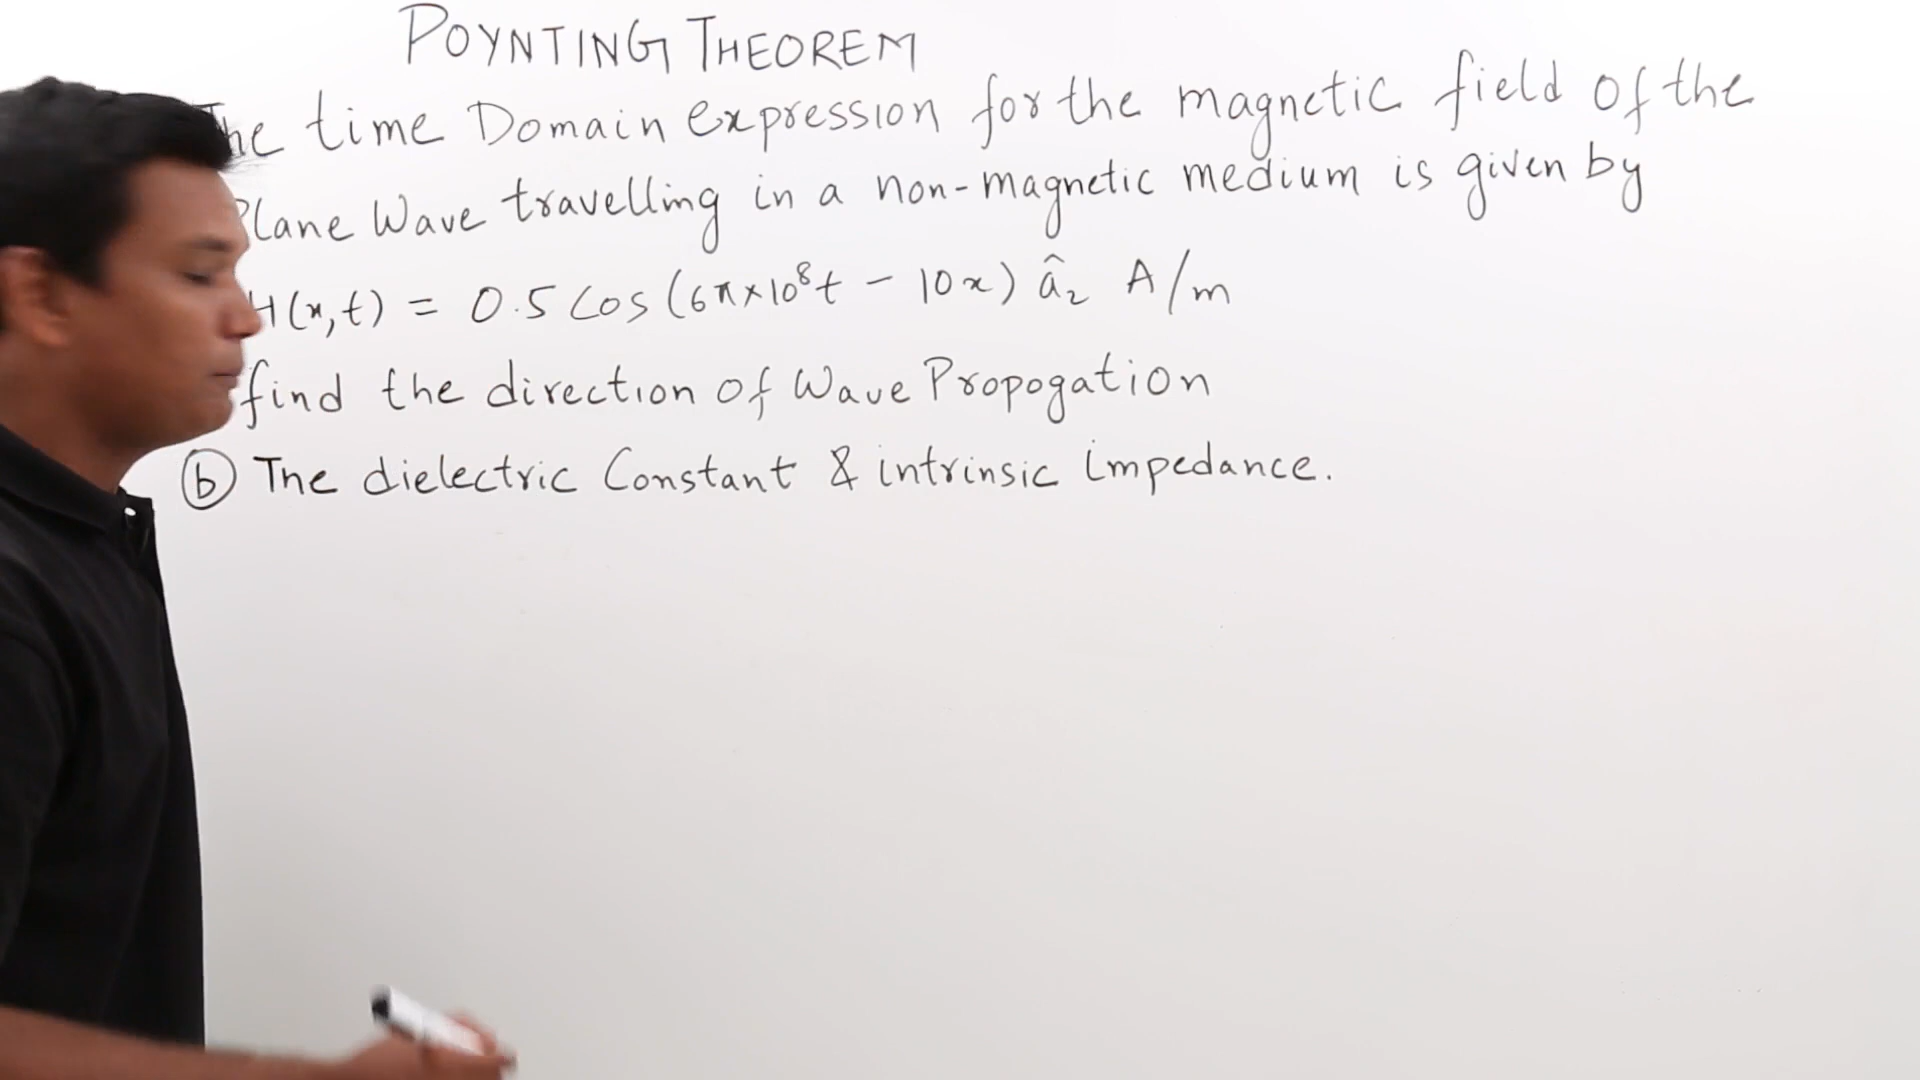 POYNTING THEOREM
The time Domain expression for the magnetic field of the
Plane Wave travelling in a non-magnetic medium is given by
H(x,t) = 0.5 Cos (6π×10⁸t - 10x) â₂ A/m
find the direction of Wave Propogation
ⓑ The dielectric Constant & intrinsic impedance.